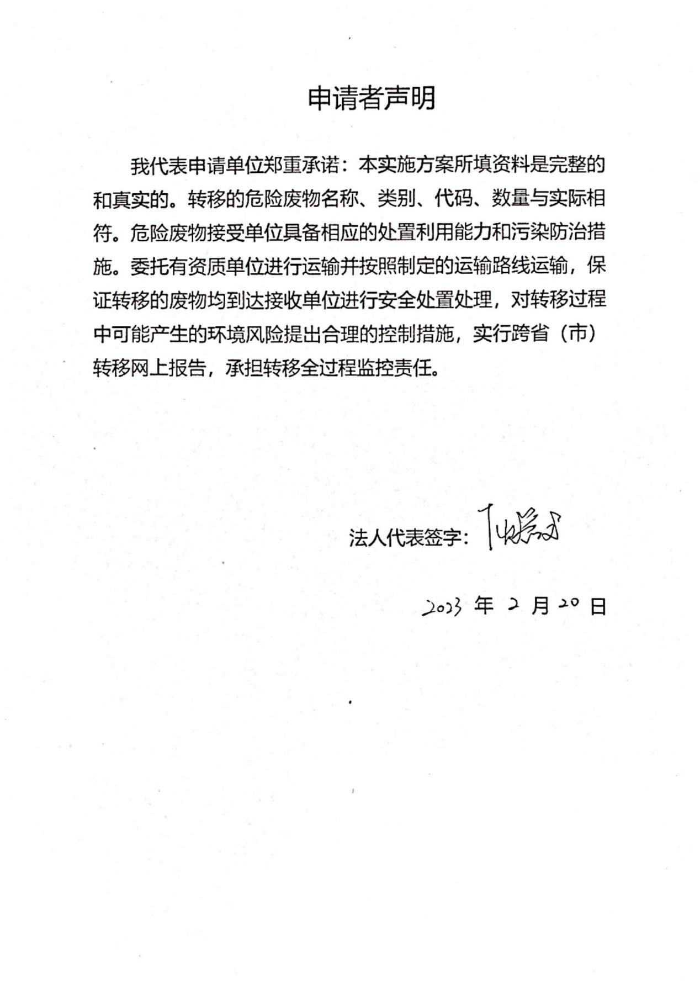 申请者声明
我代表申请单位郑重承诺：本实施方案所填资料是完整的
和真实的。转移的危险废物名称、类别、代码、数量与实际相
符。危险废物接受单位具备相应的处置利用能力和污染防治措
施。委托有资质单位进行运输并按照制定的运输路线运输，保
证转移的废物均到达接收单位进行安全处置处理，对转移过程
中可能产生的环境风险提出合理的控制措施，实行跨省（市）
转移网上报告，承担转移全过程监控责任。
法人代表签字：
2023 年 2 月 20 日